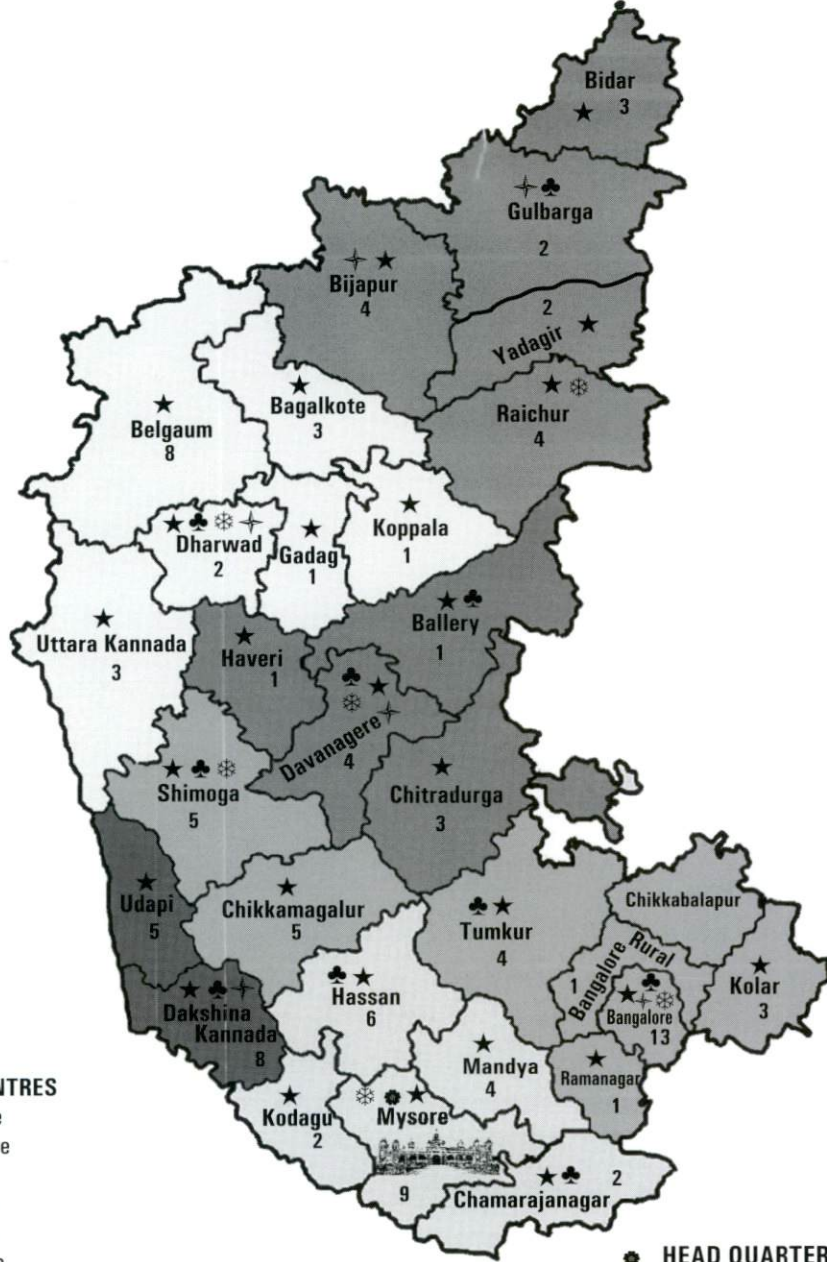 Bidar
3
Gulbarga
2
Bijapur
4
2
Yadagir
Raichur
4
Bagalkote
3
Belgaum
8
Koppala
1
Dharwad
2
Gadag
1
Ballery
1
Uttara Kannada
3
Haveri
1
Davanagere
4
Shimoga
5
Chitradurga
3
Udapi
5
Chikkamagalur
5
Tumkur
4
Chikkabalapur
1
Bangalore Rural
Bangalore
13
Kolar
3
Hassan
6
Dakshina
Kannada
8
Mandya
4
Ramanagar
1
Kodagu
2
Mysore
9
2
Chamarajanagar
HEAD QUARTER